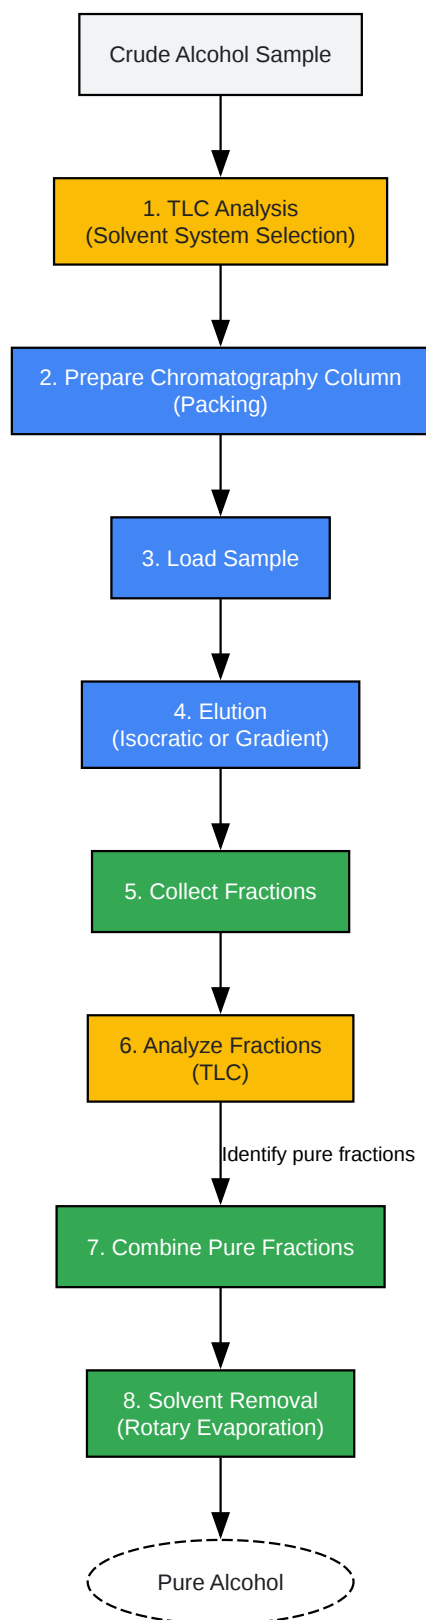 Crude Alcohol Sample
1. TLC Analysis
(Solvent System Selection)
2. Prepare Chromatography Column
(Packing)
3. Load Sample
4. Elution
(Isocratic or Gradient)
5. Collect Fractions
6. Analyze Fractions
(TLC)
Identify pure fractions
7. Combine Pure Fractions
8. Solvent Removal
(Rotary Evaporation)
Pure Alcohol